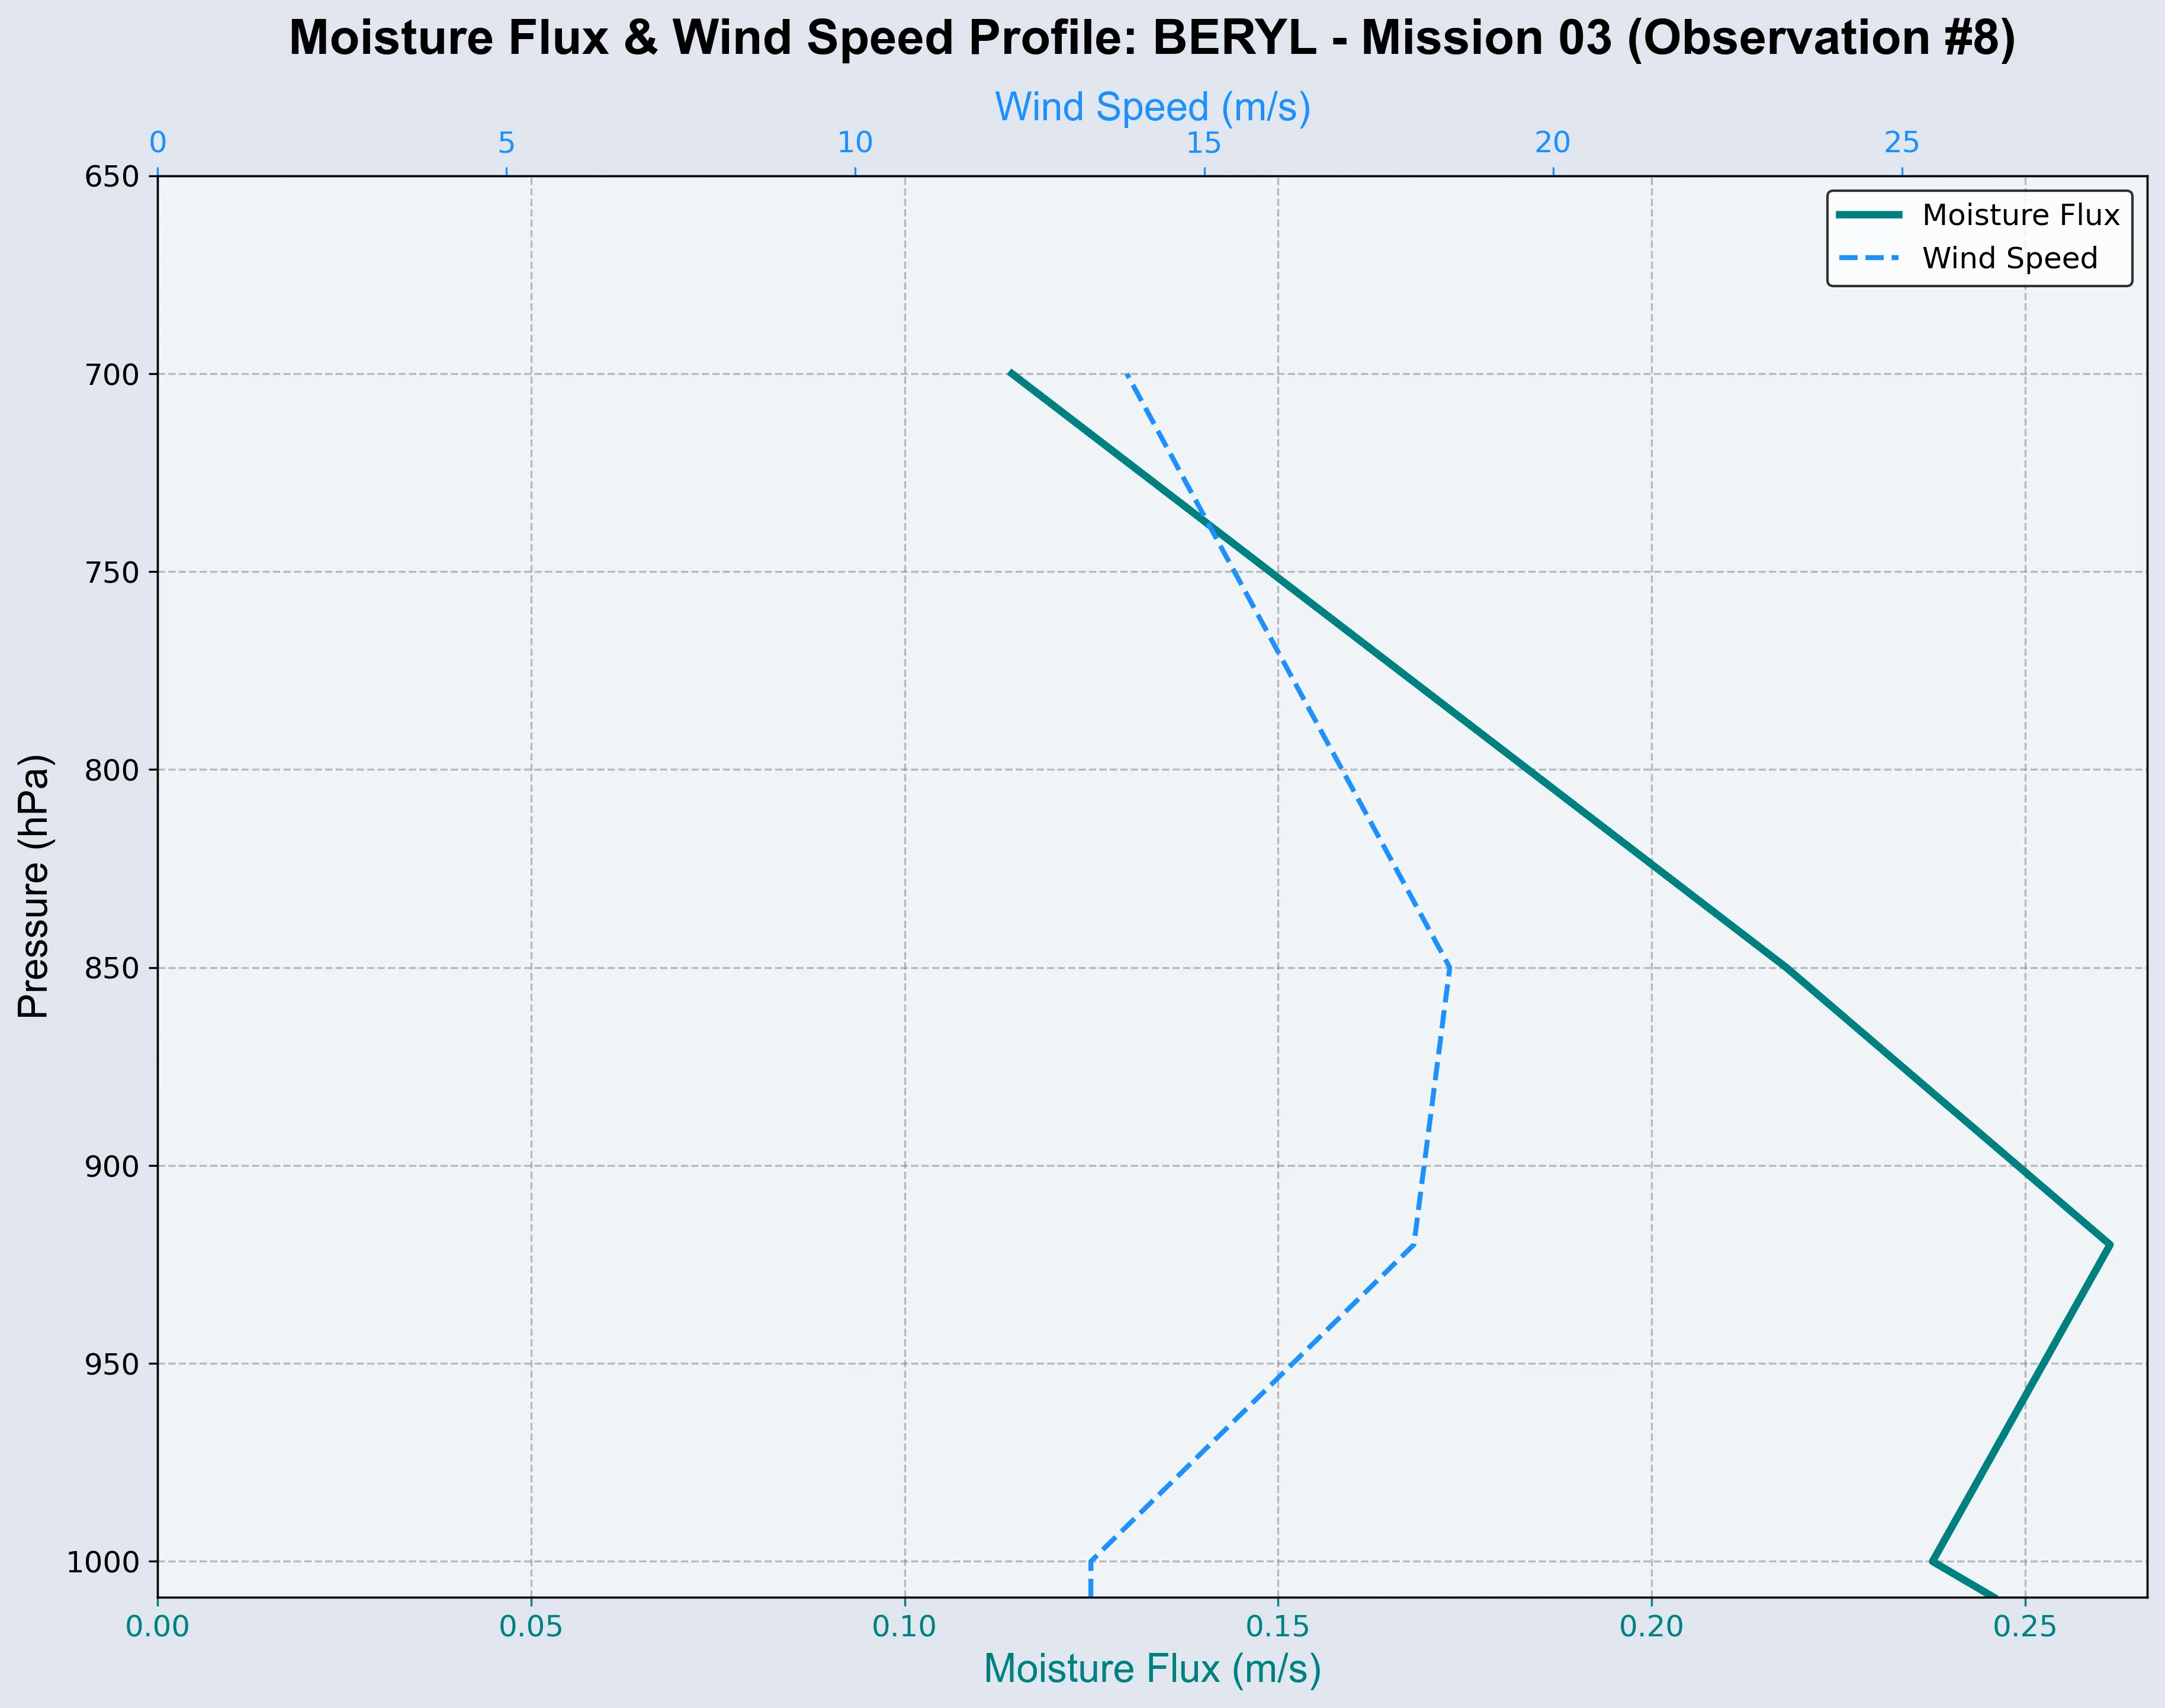 Moisture Flux & Wind Speed Profile: BERYL - Mission 03 (Observation #8)
Wind Speed (m/s)
0 5 10 15 20 25
Moisture Flux
Wind Speed
Pressure (hPa)
650
700
750
800
850
900
950
1000
0.00 0.05 0.10 0.15 0.20 0.25
Moisture Flux (m/s)